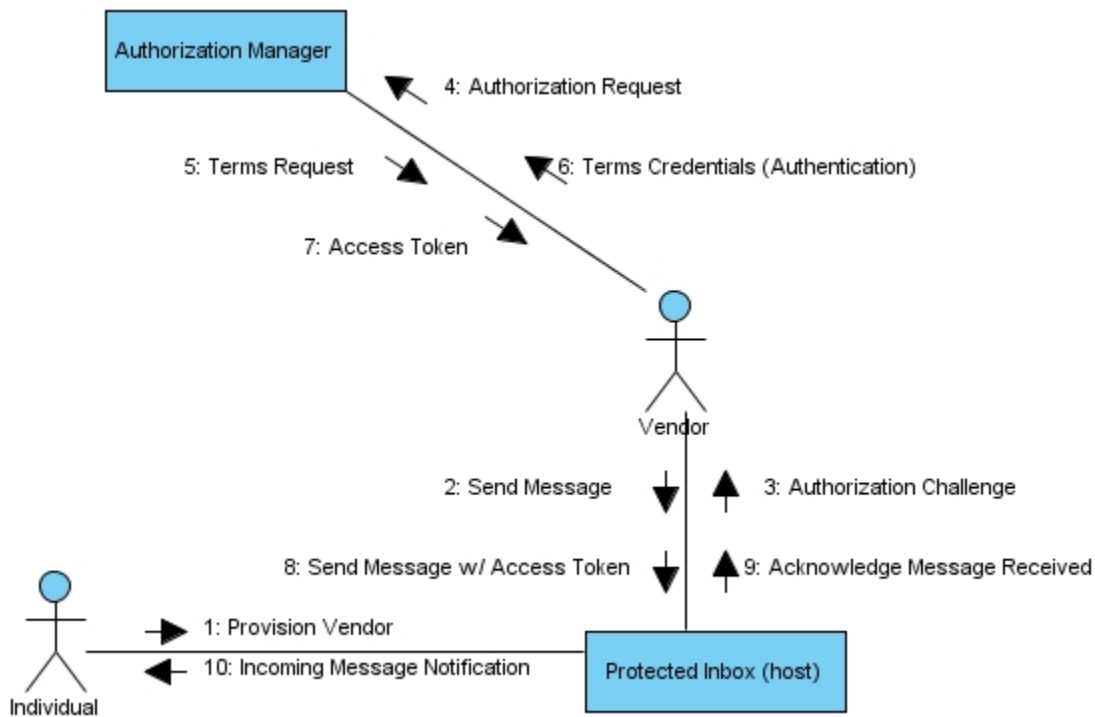 Authorization Manager
4: Authorization Request
5: Terms Request
6: Terms Credentials (Authentication)
7: Access Token
Vendor
2: Send Message
3: Authorization Challenge
8: Send Message w/ Access Token
9: Acknowledge Message Received
1: Provision Vendor
10: Incoming Message Notification
Protected Inbox (host)
Individual